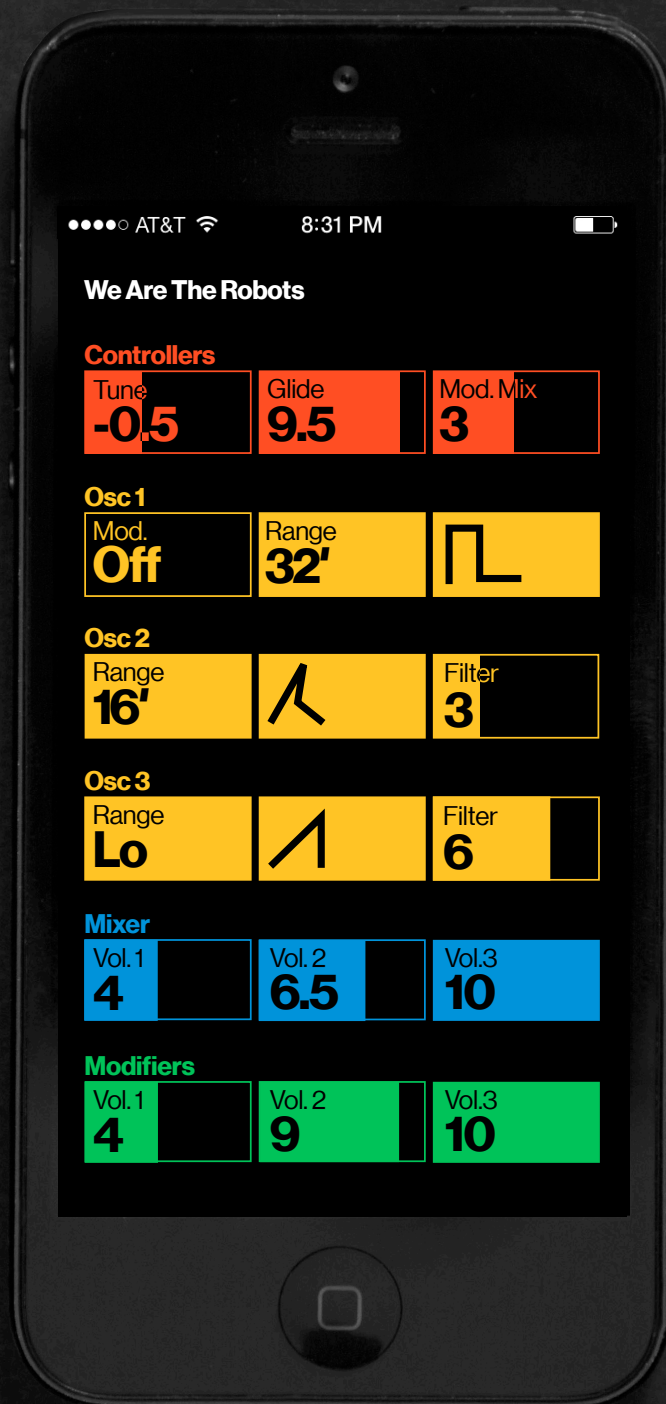 AT&T 8:31 PM
We Are The Robots
Controllers
Tune Glide Mod. Mix
-0.5 9.5 3
Osc 1
Mod. Range
Off 32'
Osc 2
Range Filter
16' 3
Osc 3
Range Filter
Lo 6
Mixer
Vol. 1 Vol. 2 Vol.3
4 6.5 10
Modifiers
Vol. 1 Vol. 2 Vol.3
4 9 10